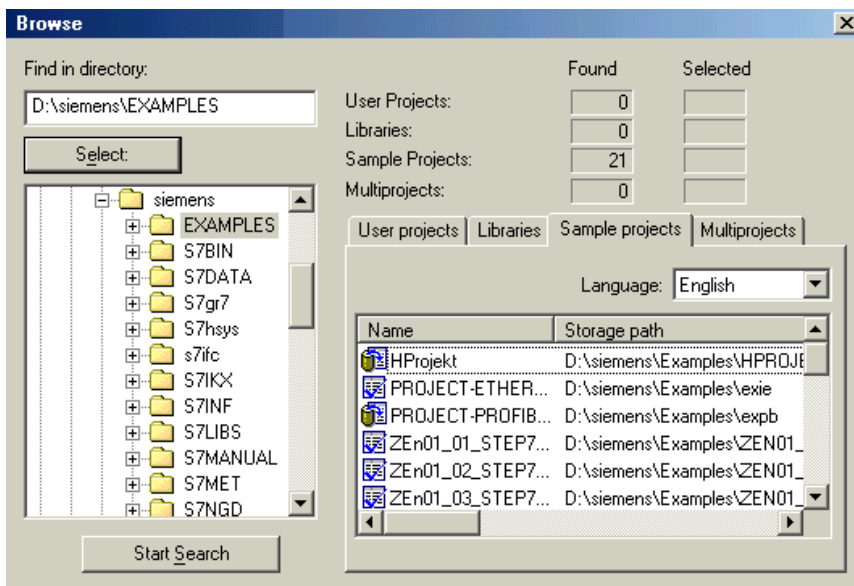 Browse
Find in directory:
D:\siemens\EXAMPLES
Select:
siemens
EXAMPLES
S7BIN
S7DATA
S7gr7
S7hsys
s7ifc
S7IKX
S7INF
S7LIBS
S7MANUAL
S7MET
S7NGD
Start Search
Found Selected
User Projects: 0
Libraries: 0
Sample Projects: 21
Multiprojects: 0
User projects Libraries Sample projects Multiprojects
Language: English
Name Storage path
HProjekt D:\siemens\Examples\HPROJE
PROJECT-ETHER... D:\siemens\Examples\exie
PROJECT-PROFIB... D:\siemens\Examples\expb
ZEn01_01_STEP7... D:\siemens\Examples\ZEN01_
ZEn01_02_STEP7... D:\siemens\Examples\ZEN01_
ZEn01_03_STEP7... D:\siemens\Examples\ZEN01_